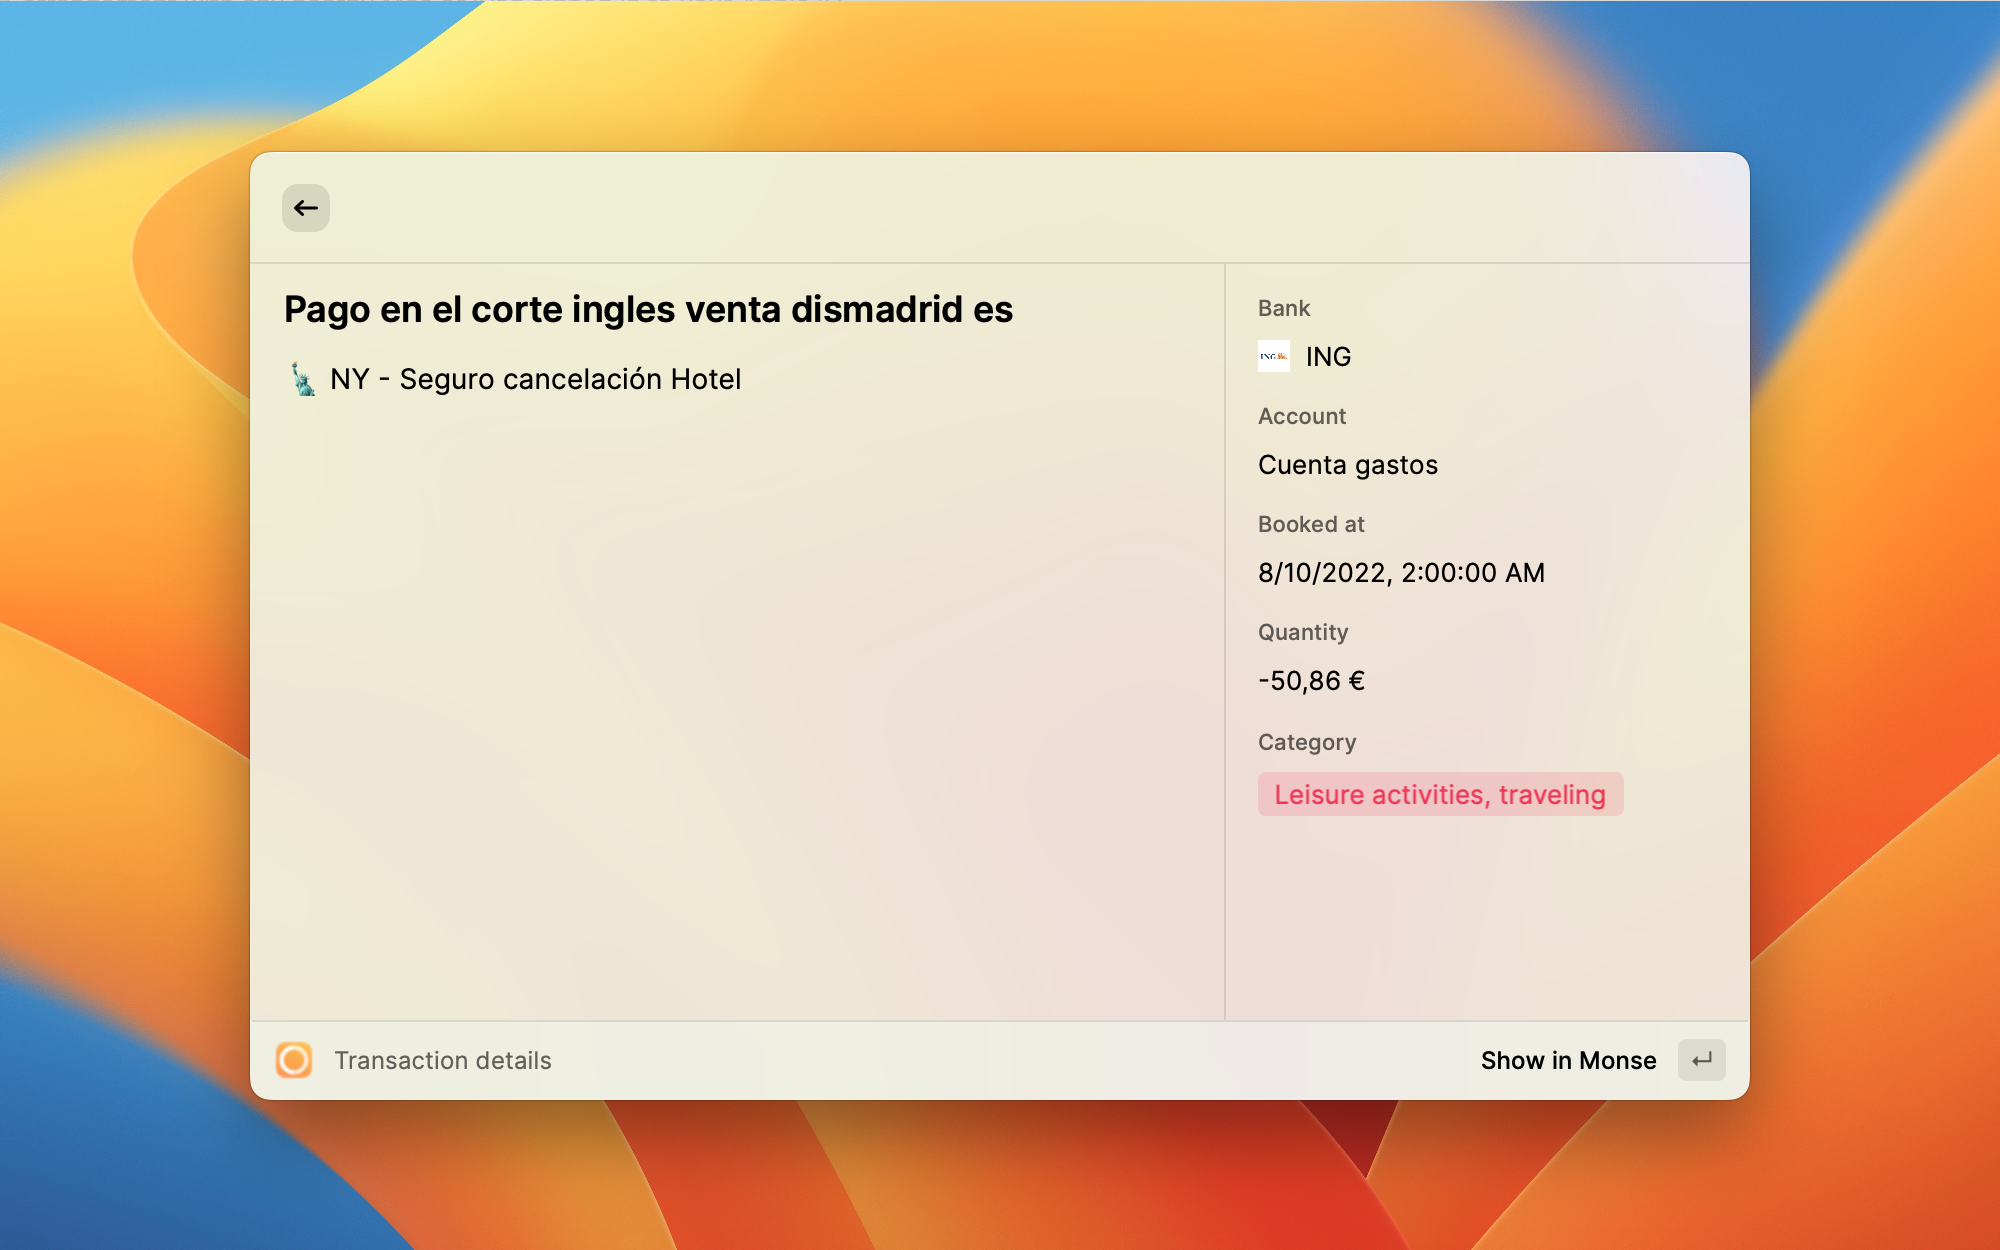 Pago en el corte ingles venta dismadrid es
🗽 NY - Seguro cancelación Hotel
Bank
ING
ING
Account
Cuenta gastos
Booked at
8/10/2022, 2:00:00 AM
Quantity
-50,86 €
Category
Leisure activities, traveling
Transaction details
Show in Monse